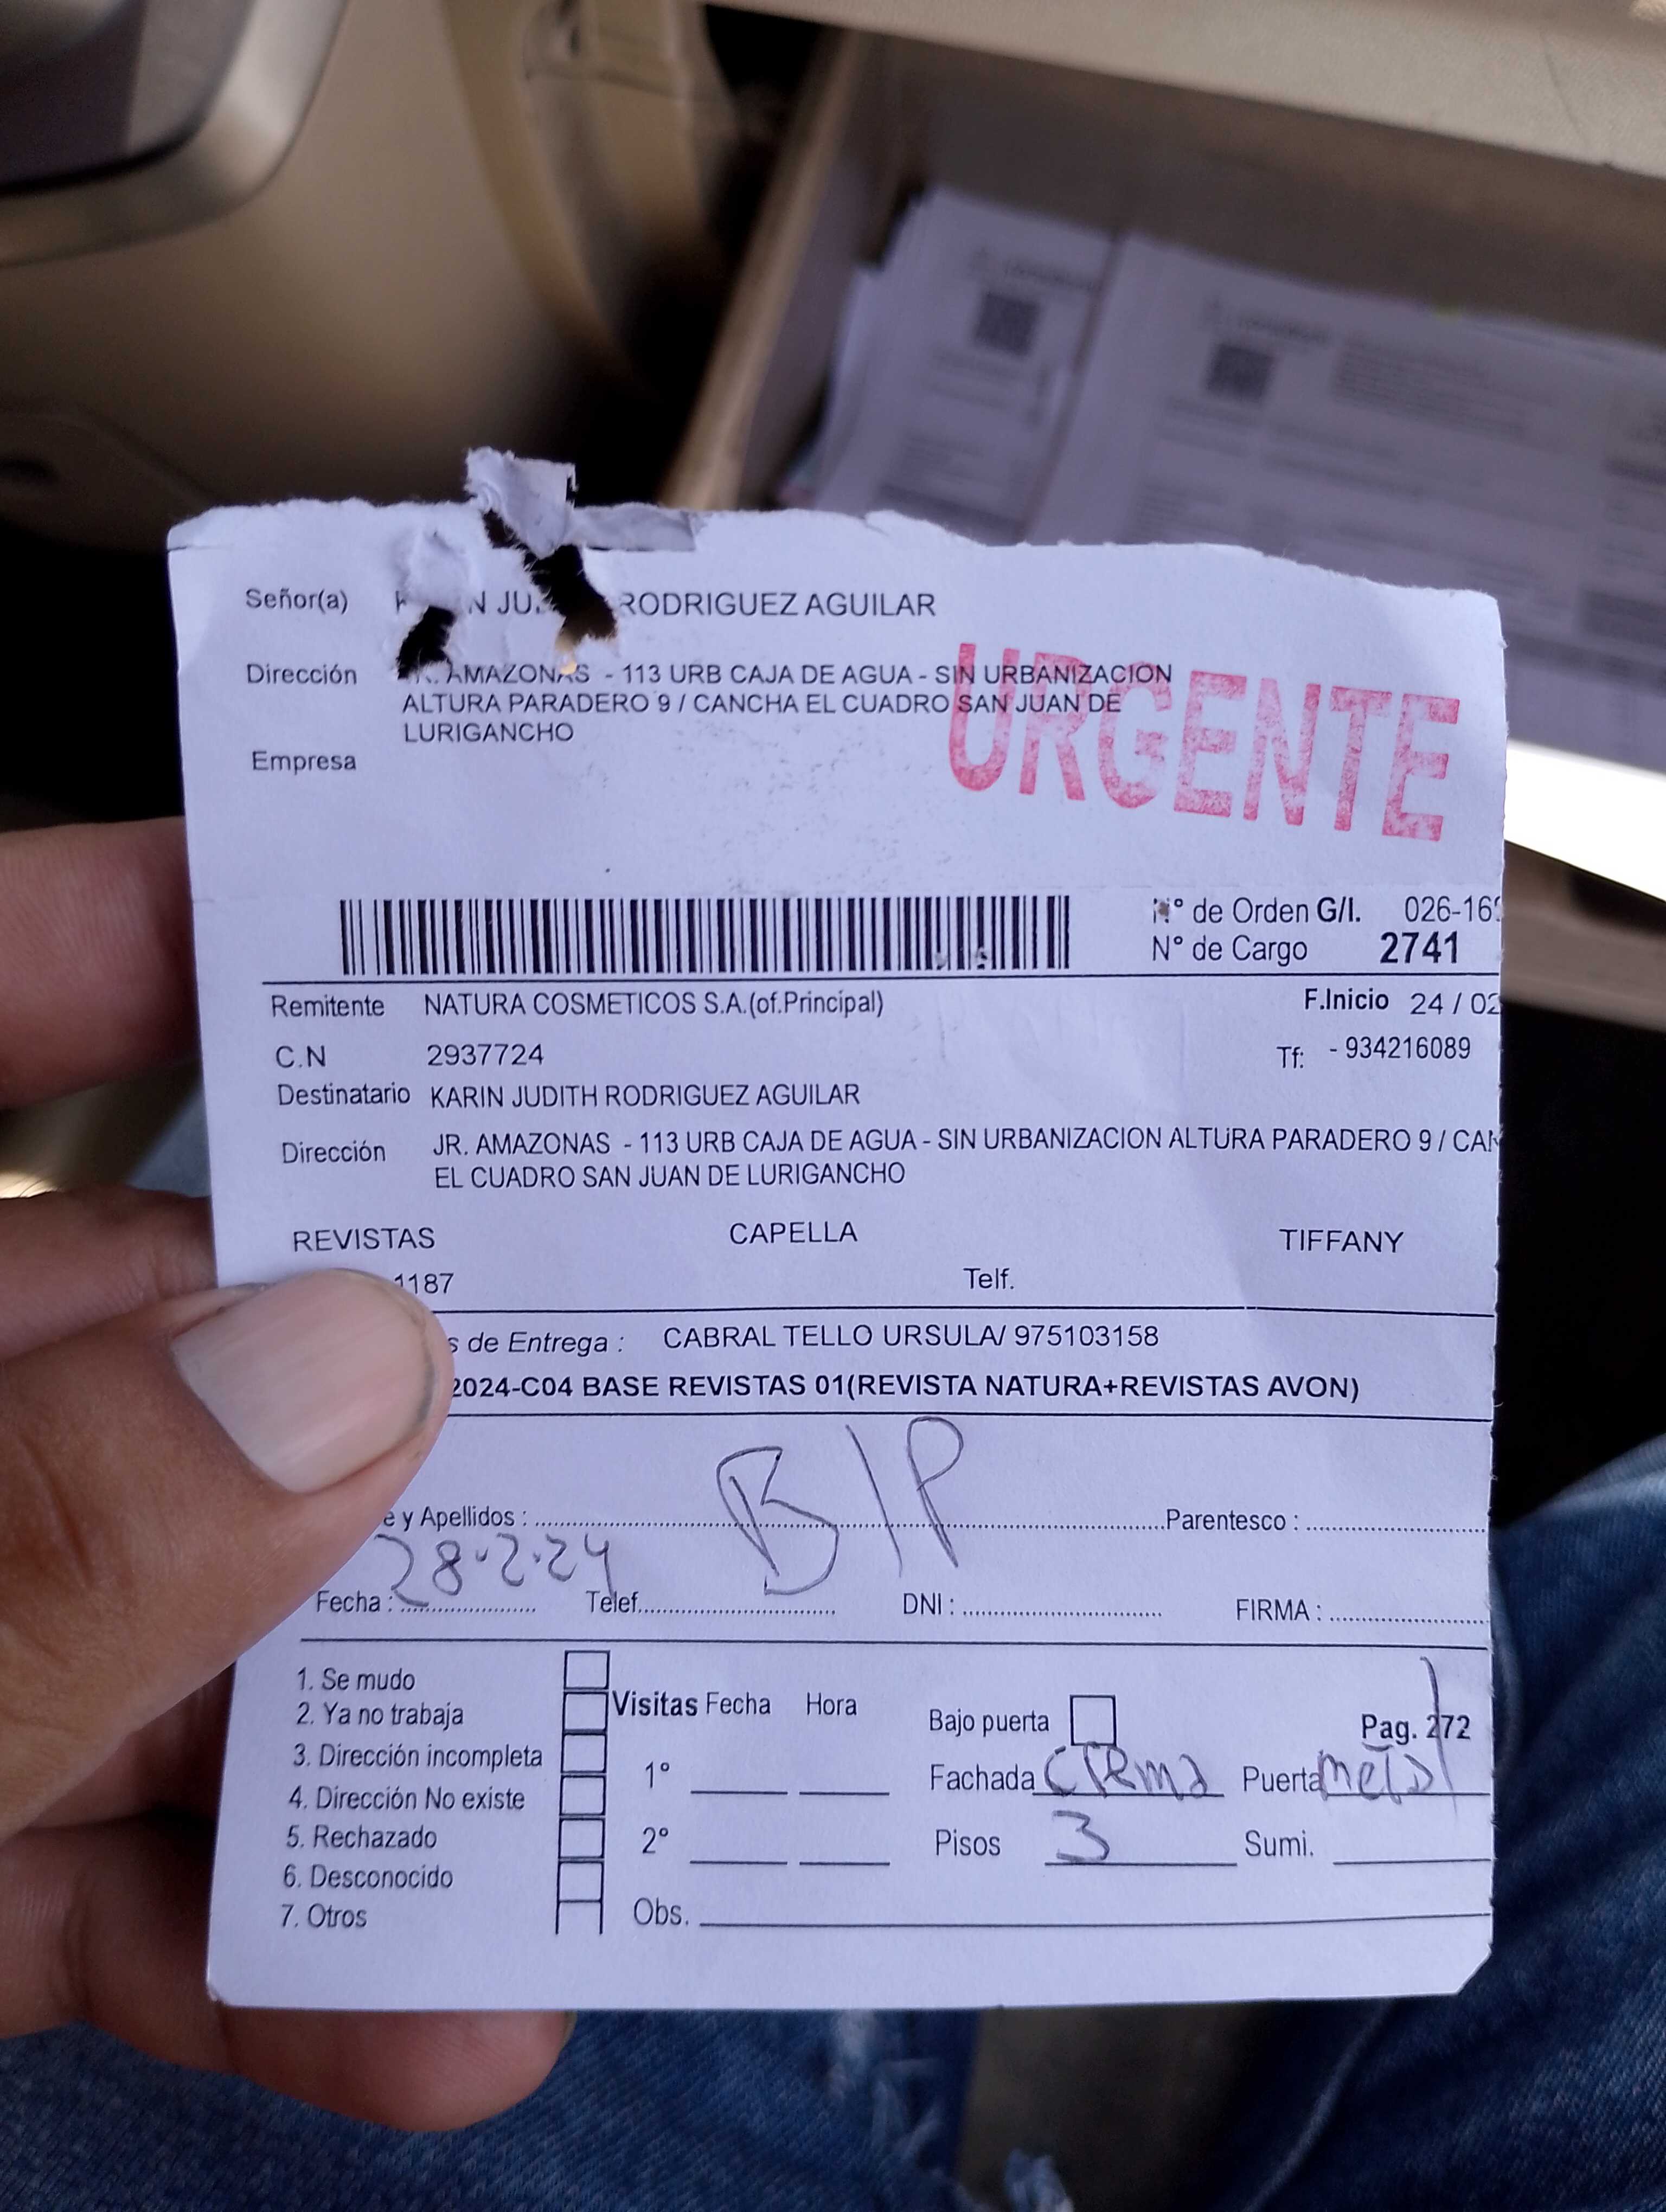 Señor(a) RODRIGUEZ AGUILAR
Dirección AMAZONAS - 113 URB CAJA DE AGUA - SIN URBANIZACION
ALTURA PARADERO 9 / CANCHA EL CUADRO SAN JUAN DE
LURIGANCHO
Empresa
URGENTE
N° de Orden G/I. 026-16
N° de Cargo 2741
Remitente NATURA COSMETICOS S.A.(of.Principal) F.Inicio 24 / 02
C.N 2937724 Tf: - 934216089
Destinatario KARIN JUDITH RODRIGUEZ AGUILAR
Dirección JR. AMAZONAS - 113 URB CAJA DE AGUA - SIN URBANIZACION ALTURA PARADERO 9 / CAN
EL CUADRO SAN JUAN DE LURIGANCHO
REVISTAS CAPELLA TIFFANY
1187 Telf.
s de Entrega : CABRAL TELLO URSULA/ 975103158
2024-C04 BASE REVISTAS 01(REVISTA NATURA+REVISTAS AVON)
B/P
e y Apellidos : Parentesco :
28.2.24
Fecha : Telef. DNI : FIRMA :
1. Se mudo
2. Ya no trabaja
3. Dirección incompleta
4. Dirección No existe
5. Rechazado
6. Desconocido
7. Otros
Visitas Fecha Hora
1°
2°
Obs.
Bajo puerta Pag. 272
Fachada crema Puerta metal
Pisos 3 Sumi.